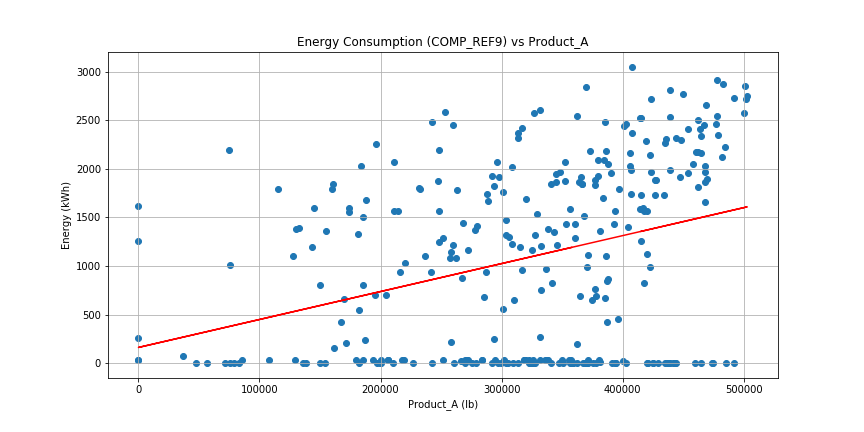 Energy Consumption (COMP_REF9) vs Product_A
3000
2500
2000
1500
1000
500
0
Energy (kWh)
0 100000 200000 300000 400000 500000
Product_A (lb)